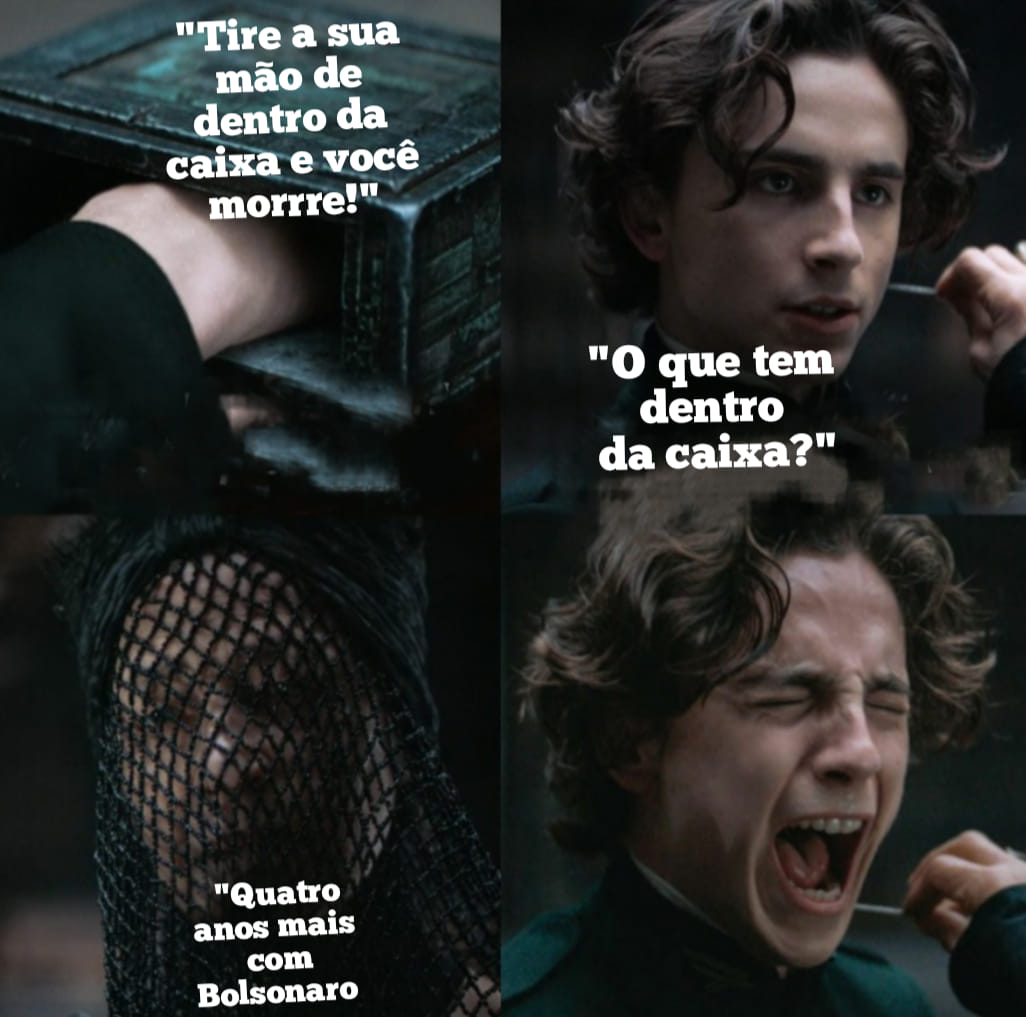 "Tire a sua
mão de
dentro da
caixa e você
morrre!"
"O que tem
dentro
da caixa?"
"Quatro
anos mais
com
Bolsonaro